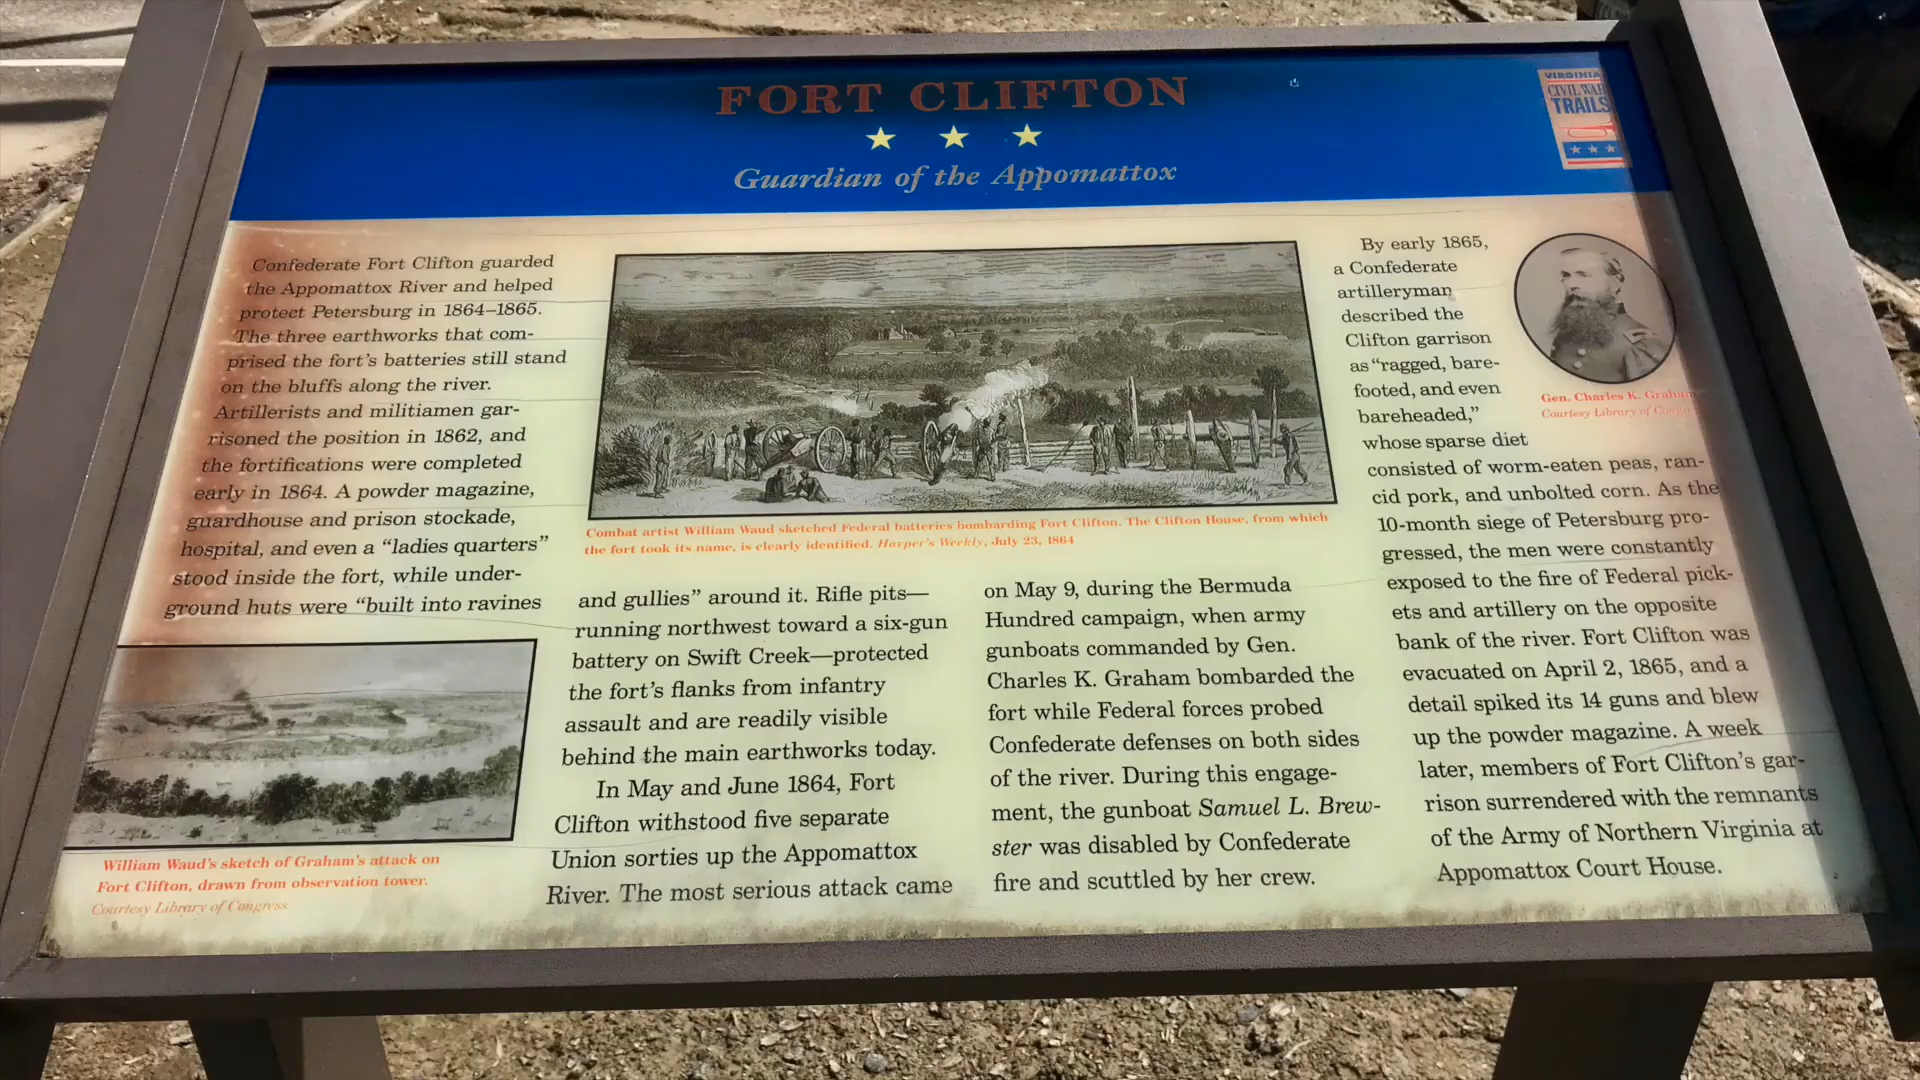 FORT CLIFTON
Guardian of the Appomattox
VIRGINIA
CIVIL WAR
TRAILS
Confederate Fort Clifton guarded
the Appomattox River and helped
protect Petersburg in 1864–1865.
The three earthworks that com-
prised the fort's batteries still stand
on the bluffs along the river.
Artillerists and militiamen gar-
risoned the position in 1862, and
the fortifications were completed
early in 1864. A powder magazine,
guardhouse and prison stockade,
hospital, and even a “ladies quarters”
stood inside the fort, while under-
ground huts were “built into ravines
William Waud's sketch of Graham's attack on
Fort Clifton, drawn from observation tower.
Courtesy Library of Congress
Combat artist William Waud sketched Federal batteries bombarding Fort Clifton. The Clifton House, from which
the fort took its name, is clearly identified. Harper's Weekly, July 23, 1864
and gullies” around it. Rifle pits—
running northwest toward a six-gun
battery on Swift Creek—protected
the fort's flanks from infantry
assault and are readily visible
behind the main earthworks today.
In May and June 1864, Fort
Clifton withstood five separate
Union sorties up the Appomattox
River. The most serious attack came
on May 9, during the Bermuda
Hundred campaign, when army
gunboats commanded by Gen.
Charles K. Graham bombarded the
fort while Federal forces probed
Confederate defenses on both sides
of the river. During this engage-
ment, the gunboat Samuel L. Brew-
ster was disabled by Confederate
fire and scuttled by her crew.
By early 1865,
a Confederate
artilleryman
described the
Clifton garrison
as “ragged, bare-
footed, and even
bareheaded,”
whose sparse diet
consisted of worm-eaten peas, ran-
cid pork, and unbolted corn. As the
10-month siege of Petersburg pro-
gressed, the men were constantly
exposed to the fire of Federal pick-
ets and artillery on the opposite
bank of the river. Fort Clifton was
evacuated on April 2, 1865, and a
detail spiked its 14 guns and blew
up the powder magazine. A week
later, members of Fort Clifton's gar-
rison surrendered with the remnants
of the Army of Northern Virginia at
Appomattox Court House.
Gen. Charles K. Graham
Courtesy Library of Congress